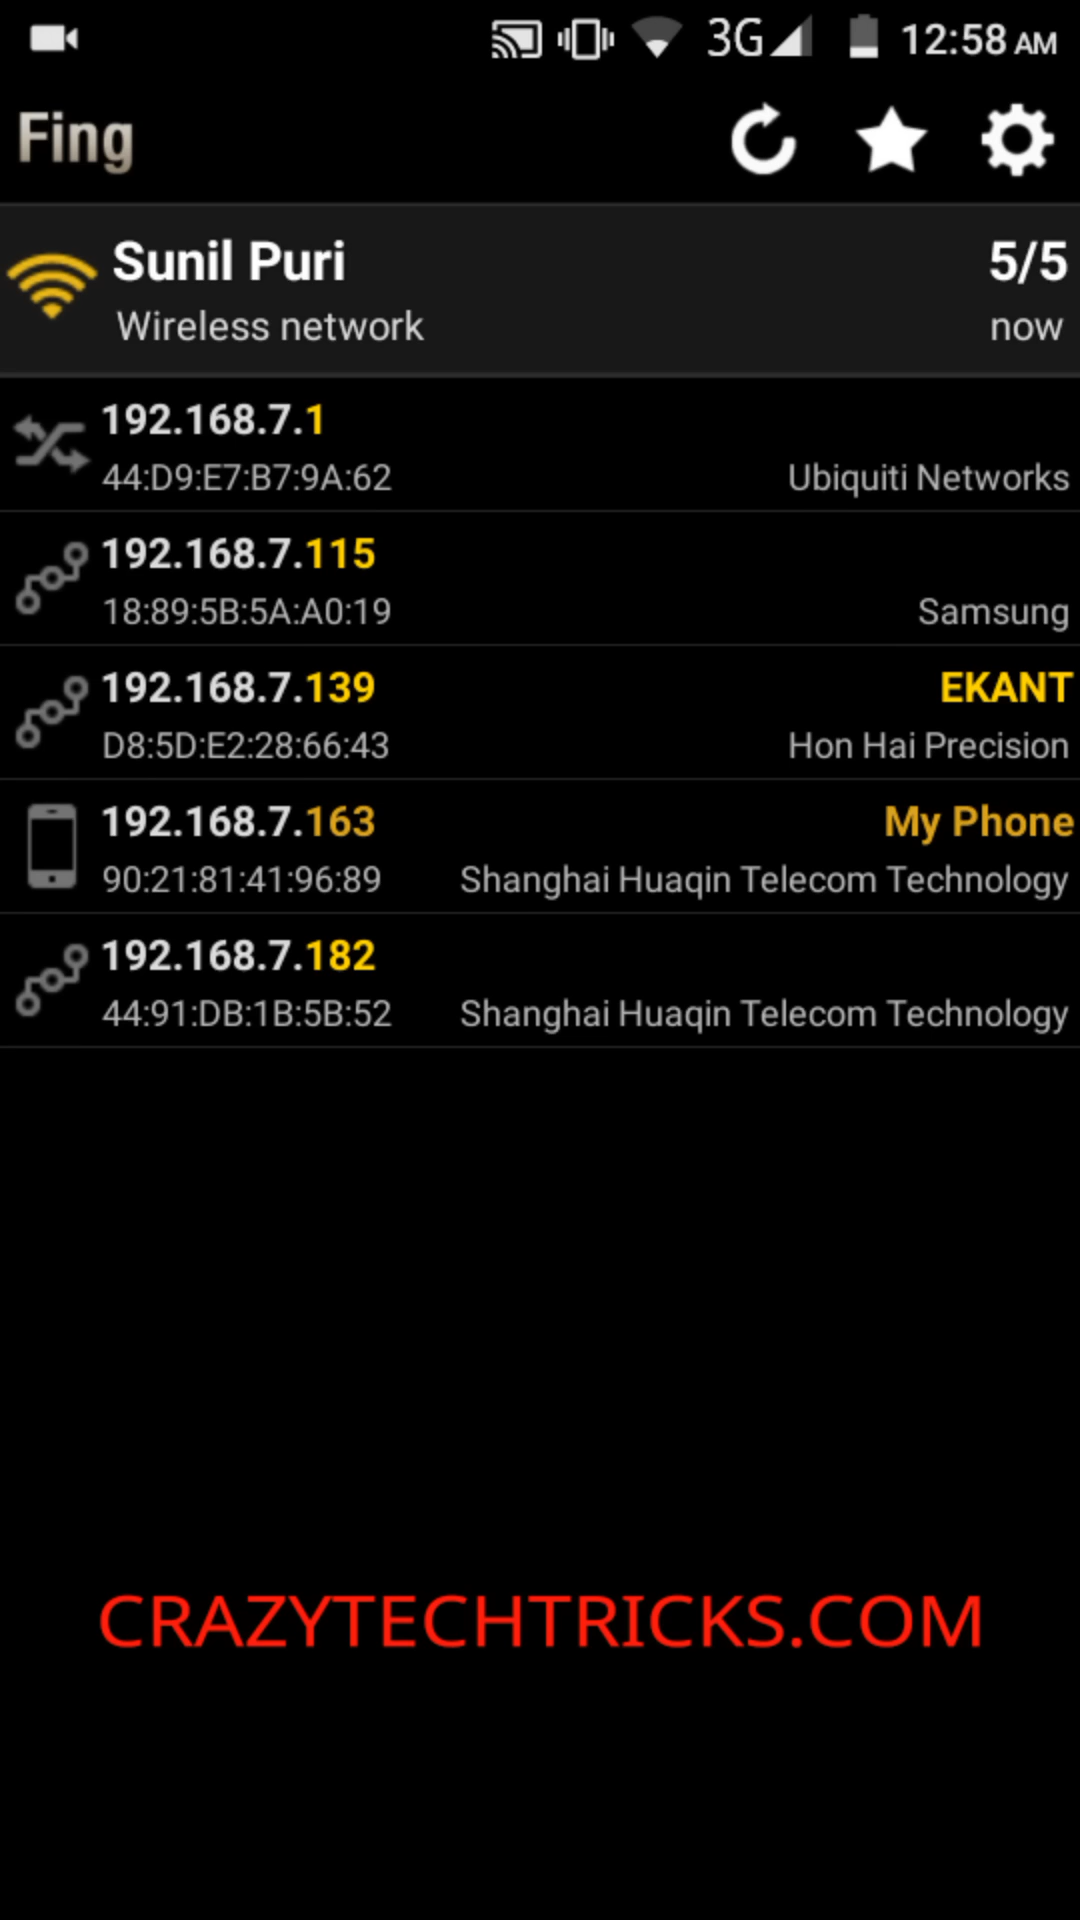 3G 12:58 AM
Fing
Sunil Puri 5/5
Wireless network now
192.168.7.1
44:D9:E7:B7:9A:62 Ubiquiti Networks
192.168.7.115
18:89:5B:5A:A0:19 Samsung
192.168.7.139 EKANT
D8:5D:E2:28:66:43 Hon Hai Precision
192.168.7.163 My Phone
90:21:81:41:96:89 Shanghai Huaqin Telecom Technology
192.168.7.182
44:91:DB:1B:5B:52 Shanghai Huaqin Telecom Technology
CRAZYTECHTRICKS.COM